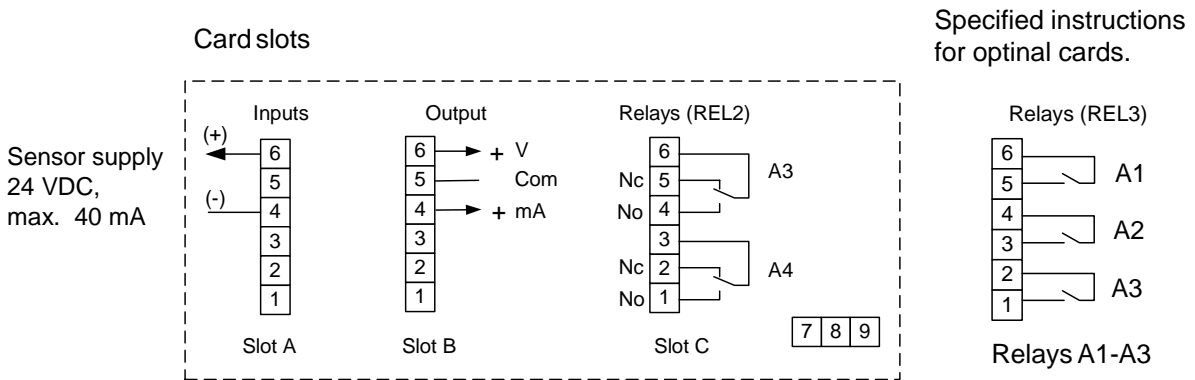 Card slots
Specified instructions
for optinal cards.
Sensor supply
24 VDC,
max. 40 mA
(+)
(-)
Inputs
6
5
4
3
2
1
Slot A
Output
6 + V
5 Com
4 + mA
3
2
1
Slot B
Relays (REL2)
6
Nc 5
No 4
A3
3
Nc 2
No 1
A4
Slot C
7 8 9
Relays (REL3)
6
5
A1
4
3
A2
2
1
A3
Relays A1-A3